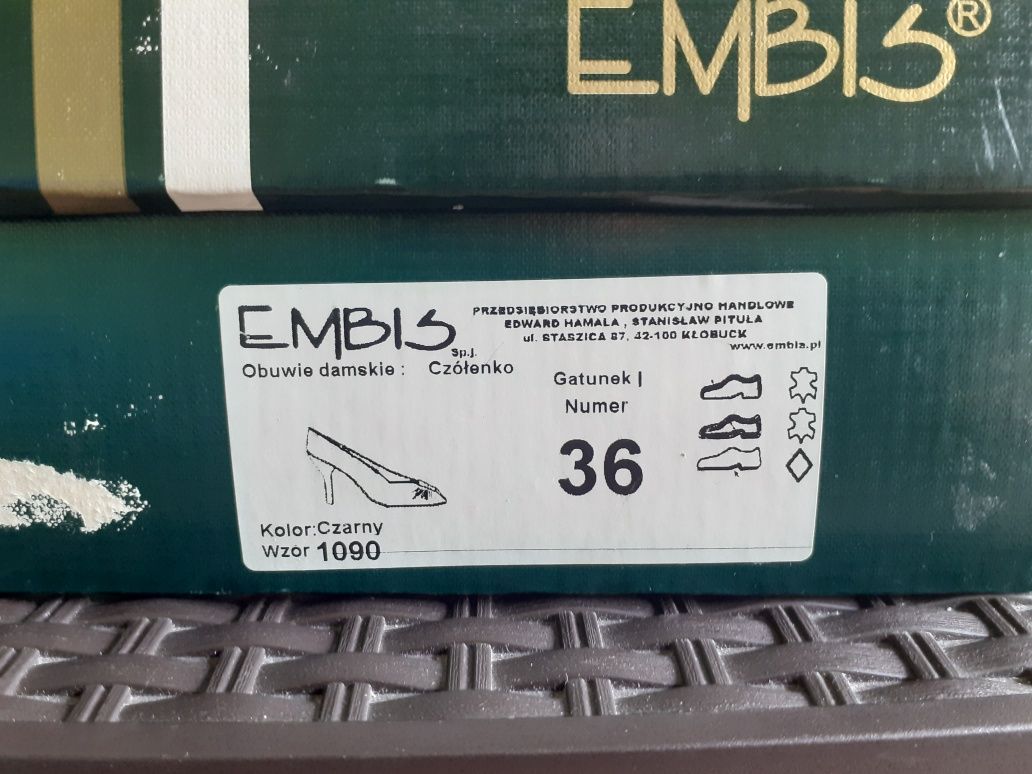 EMBIS®
EMBIS Sp.j.
PRZEDSIĘBIORSTWO PRODUKCYJNO HANDLOWE
EDWARD HAMALA , STANISŁAW PITUŁA
ul. STASZICA 87, 42-100 KŁOBUCK
www.embis.pl
Obuwie damskie : Czółenko
Gatunek I
Numer
36
Kolor:Czarny
Wzór 1090